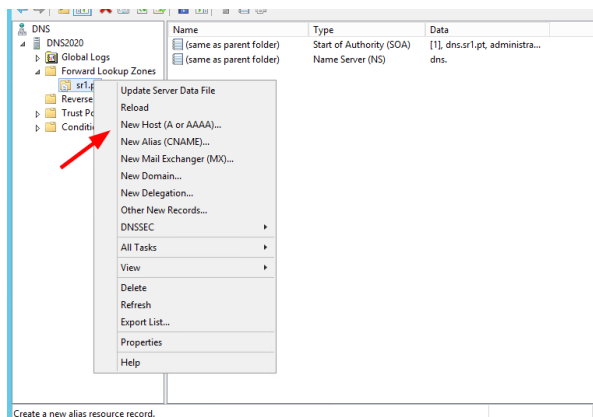 DNS
DNS2020
Global Logs
Forward Lookup Zones
sr1.p
Reverse
Trust Po
Conditi
Name Type Data
(same as parent folder) Start of Authority (SOA) [1], dns.sr1.pt, administra...
(same as parent folder) Name Server (NS) dns.
Update Server Data File
Reload
New Host (A or AAAA)...
New Alias (CNAME)...
New Mail Exchanger (MX)...
New Domain...
New Delegation...
Other New Records...
DNSSEC
All Tasks
View
Delete
Refresh
Export List...
Properties
Help
Create a new alias resource record.